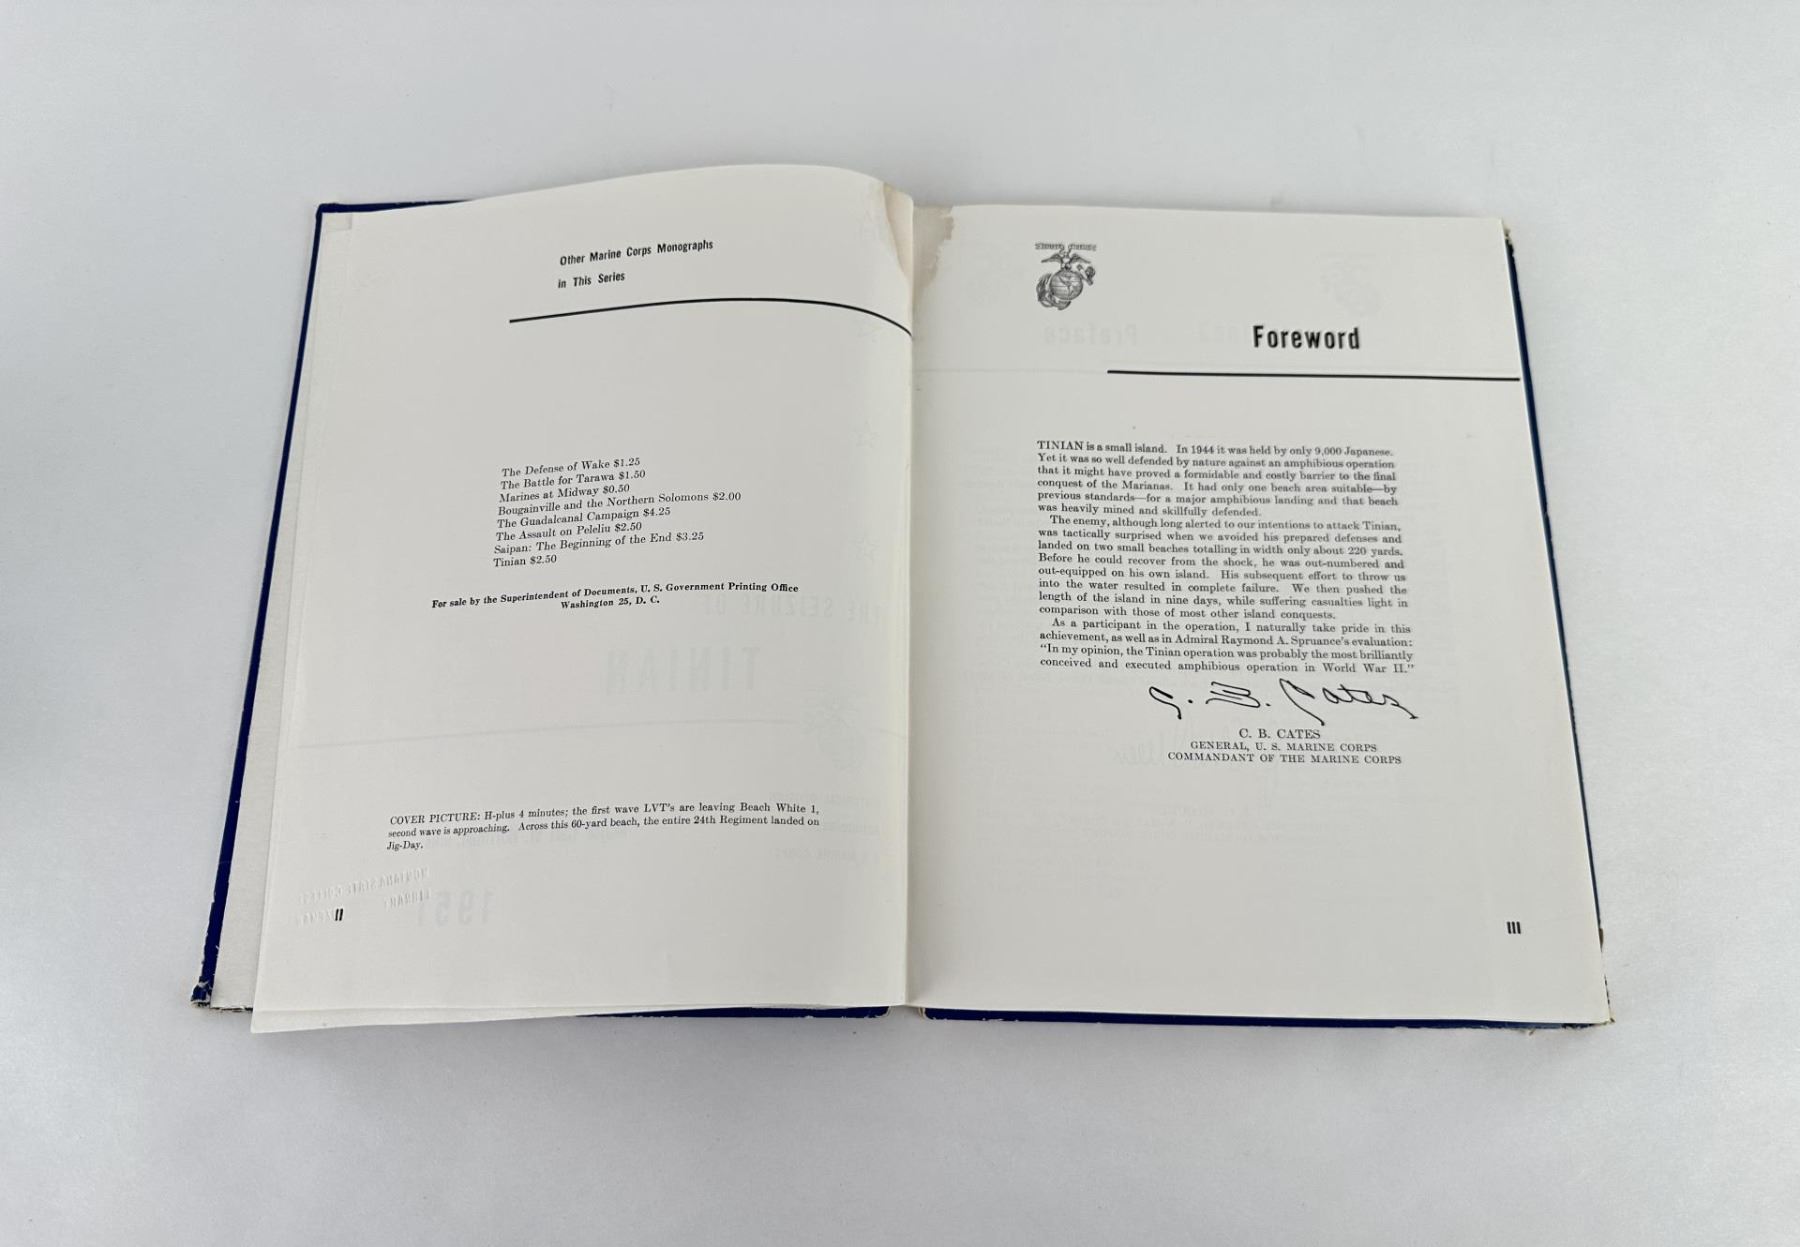 Other Marine Corps Monographs
in This Series
The Defense of Wake $1.25
The Battle for Tarawa $1.50
Marines at Midway $0.50
Bougainville and the Northern Solomons $2.00
The Guadalcanal Campaign $4.25
The Assault on Peleliu $2.50
Saipan: The Beginning of the End $3.25
Tinian $2.50
For sale by the Superintendent of Documents, U. S. Government Printing Office
Washington 25, D. C.
COVER PICTURE: H-plus 4 minutes; the first wave LVT's are leaving Beach White 1,
second wave is approaching. Across this 60-yard beach, the entire 24th Regiment landed on
Jig-Day.
II
Foreword
TINIAN is a small island. In 1944 it was held by only 9,000 Japanese.
Yet it was so well defended by nature against an amphibious operation
that it might have proved a formidable and costly barrier to the final
conquest of the Marianas. It had only one beach area suitable—by
previous standards—for a major amphibious landing and that beach
was heavily mined and skillfully defended.
The enemy, although long alerted to our intentions to attack Tinian,
was tactically surprised when we avoided his prepared defenses and
landed on two small beaches totalling in width only about 220 yards.
Before he could recover from the shock, he was out-numbered and
out-equipped on his own island. His subsequent effort to throw us
into the water resulted in complete failure. We then pushed the
length of the island in nine days, while suffering casualties light in
comparison with those of most other island conquests.
As a participant in the operation, I naturally take pride in this
achievement, as well as in Admiral Raymond A. Spruance's evaluation:
"In my opinion, the Tinian operation was probably the most brilliantly
conceived and executed amphibious operation in World War II."
C. B. Cates
C. B. CATES
GENERAL, U. S. MARINE CORPS
COMMANDANT OF THE MARINE CORPS
III